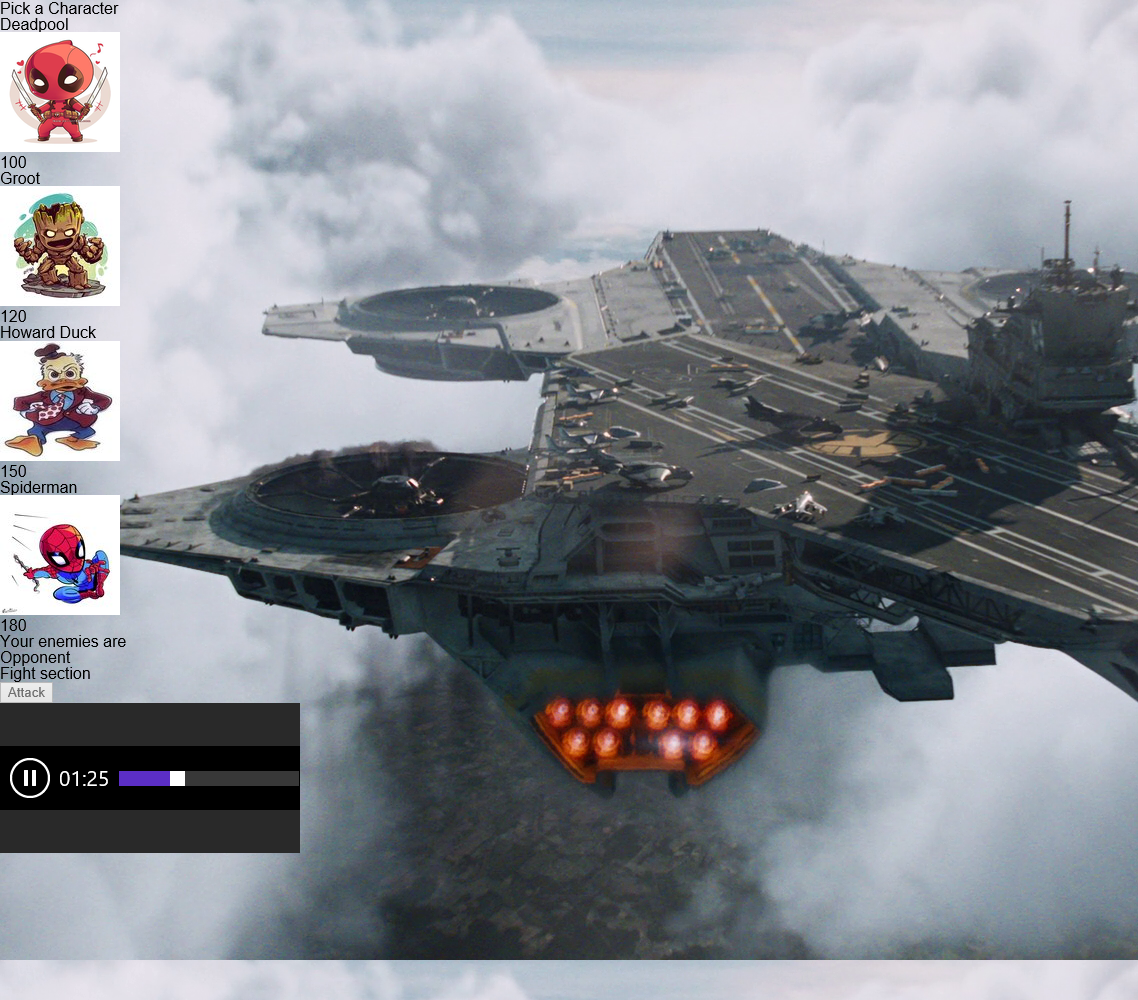 Pick a Character
Deadpool
100
Groot
120
Howard Duck
150
Spiderman
180
Your enemies are
Opponent
Fight section
Attack
01:25